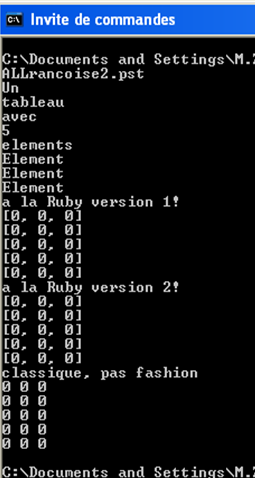 Invite de commandes
C:\Documents and Settings\M.Z
ALLrancoise2.pst
Un
tableau
avec
5
elements
Element
Element
Element
a la Ruby version 1!
[0, 0, 0]
[0, 0, 0]
[0, 0, 0]
[0, 0, 0]
[0, 0, 0]
a la Ruby version 2!
[0, 0, 0]
[0, 0, 0]
[0, 0, 0]
[0, 0, 0]
[0, 0, 0]
classique, pas fashion
0 0 0
0 0 0
0 0 0
0 0 0
0 0 0
C:\Documents and Settings\M.Z